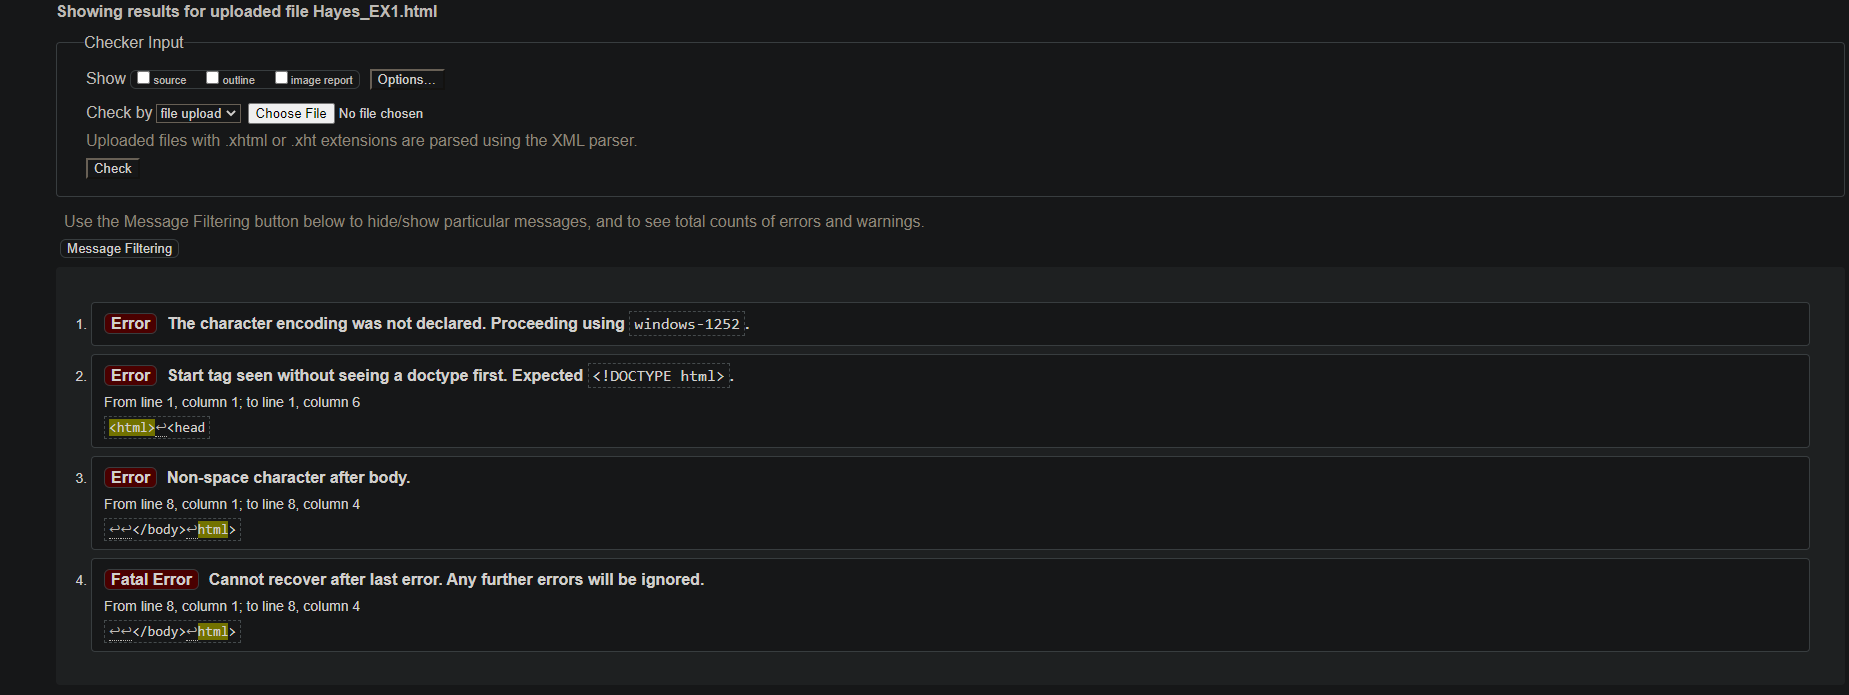 Showing results for uploaded file Hayes_EX1.html
Checker Input
Show source outline image report Options...
Check by file upload Choose File No file chosen
Uploaded files with .xhtml or .xht extensions are parsed using the XML parser.
Check
Use the Message Filtering button below to hide/show particular messages, and to see total counts of errors and warnings.
Message Filtering
1. Error The character encoding was not declared. Proceeding using windows-1252.
2. Error Start tag seen without seeing a doctype first. Expected <!DOCTYPE html>.
From line 1, column 1; to line 1, column 6
<html>↩<head
3. Error Non-space character after body.
From line 8, column 1; to line 8, column 4
↩↩</body>↩html>
4. Fatal Error Cannot recover after last error. Any further errors will be ignored.
From line 8, column 1; to line 8, column 4
↩↩</body>↩html>